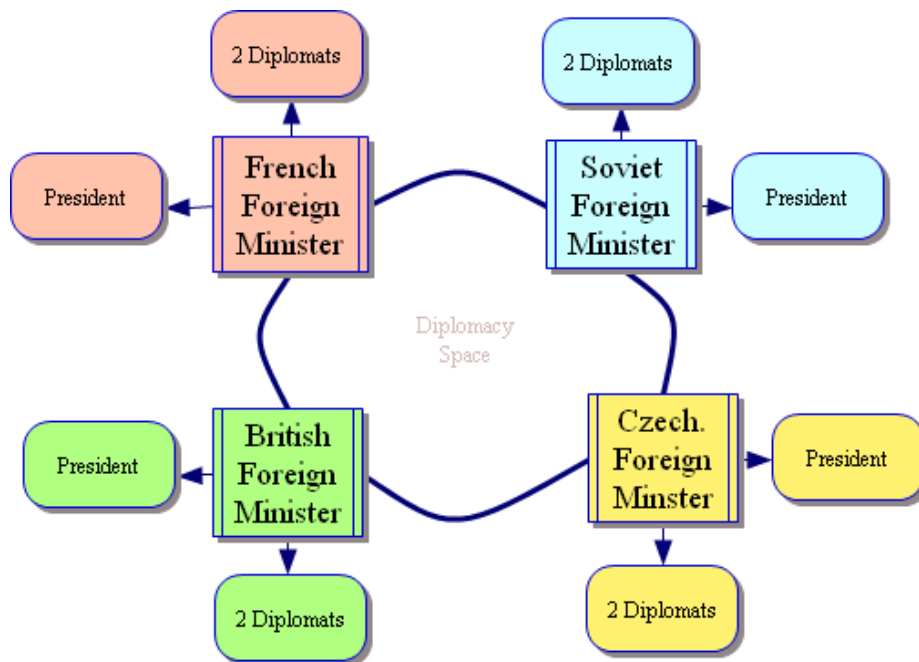 2 Diplomats
2 Diplomats
French
Foreign
Minister
Soviet
Foreign
Minister
President
President
Diplomacy
Space
British
Foreign
Minister
Czech.
Foreign
Minster
President
President
2 Diplomats
2 Diplomats